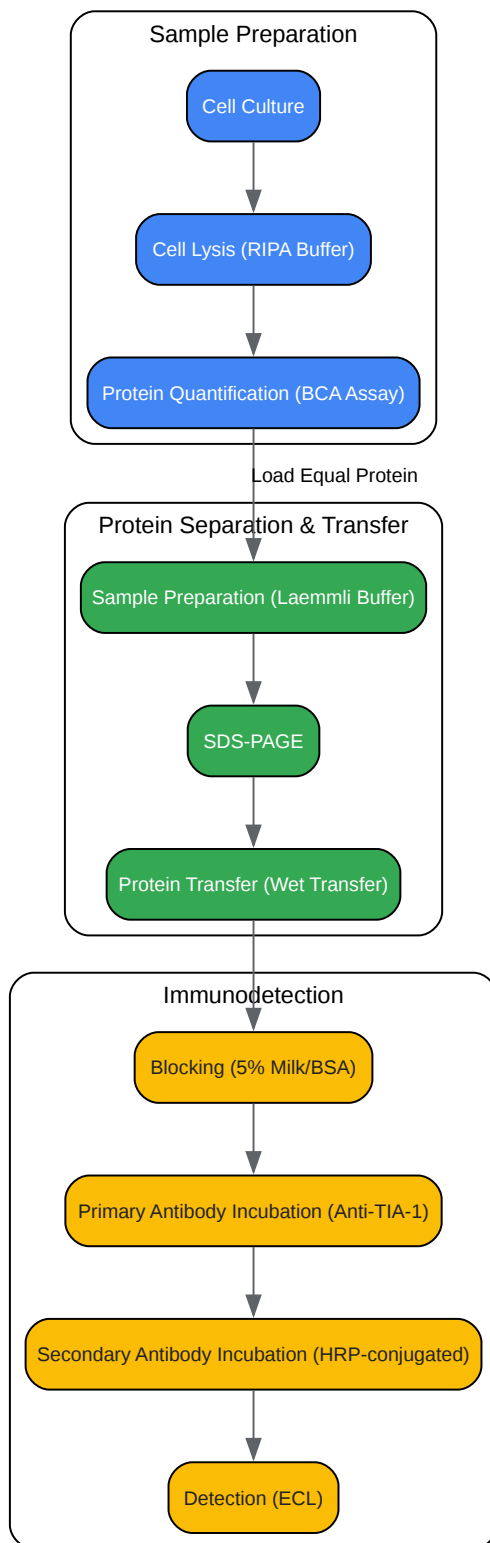 Sample Preparation
Cell Culture
Cell Lysis (RIPA Buffer)
Protein Quantification (BCA Assay)
Load Equal Protein
Protein Separation & Transfer
Sample Preparation (Laemmli Buffer)
SDS-PAGE
Protein Transfer (Wet Transfer)
Immunodetection
Blocking (5% Milk/BSA)
Primary Antibody Incubation (Anti-TIA-1)
Secondary Antibody Incubation (HRP-conjugated)
Detection (ECL)